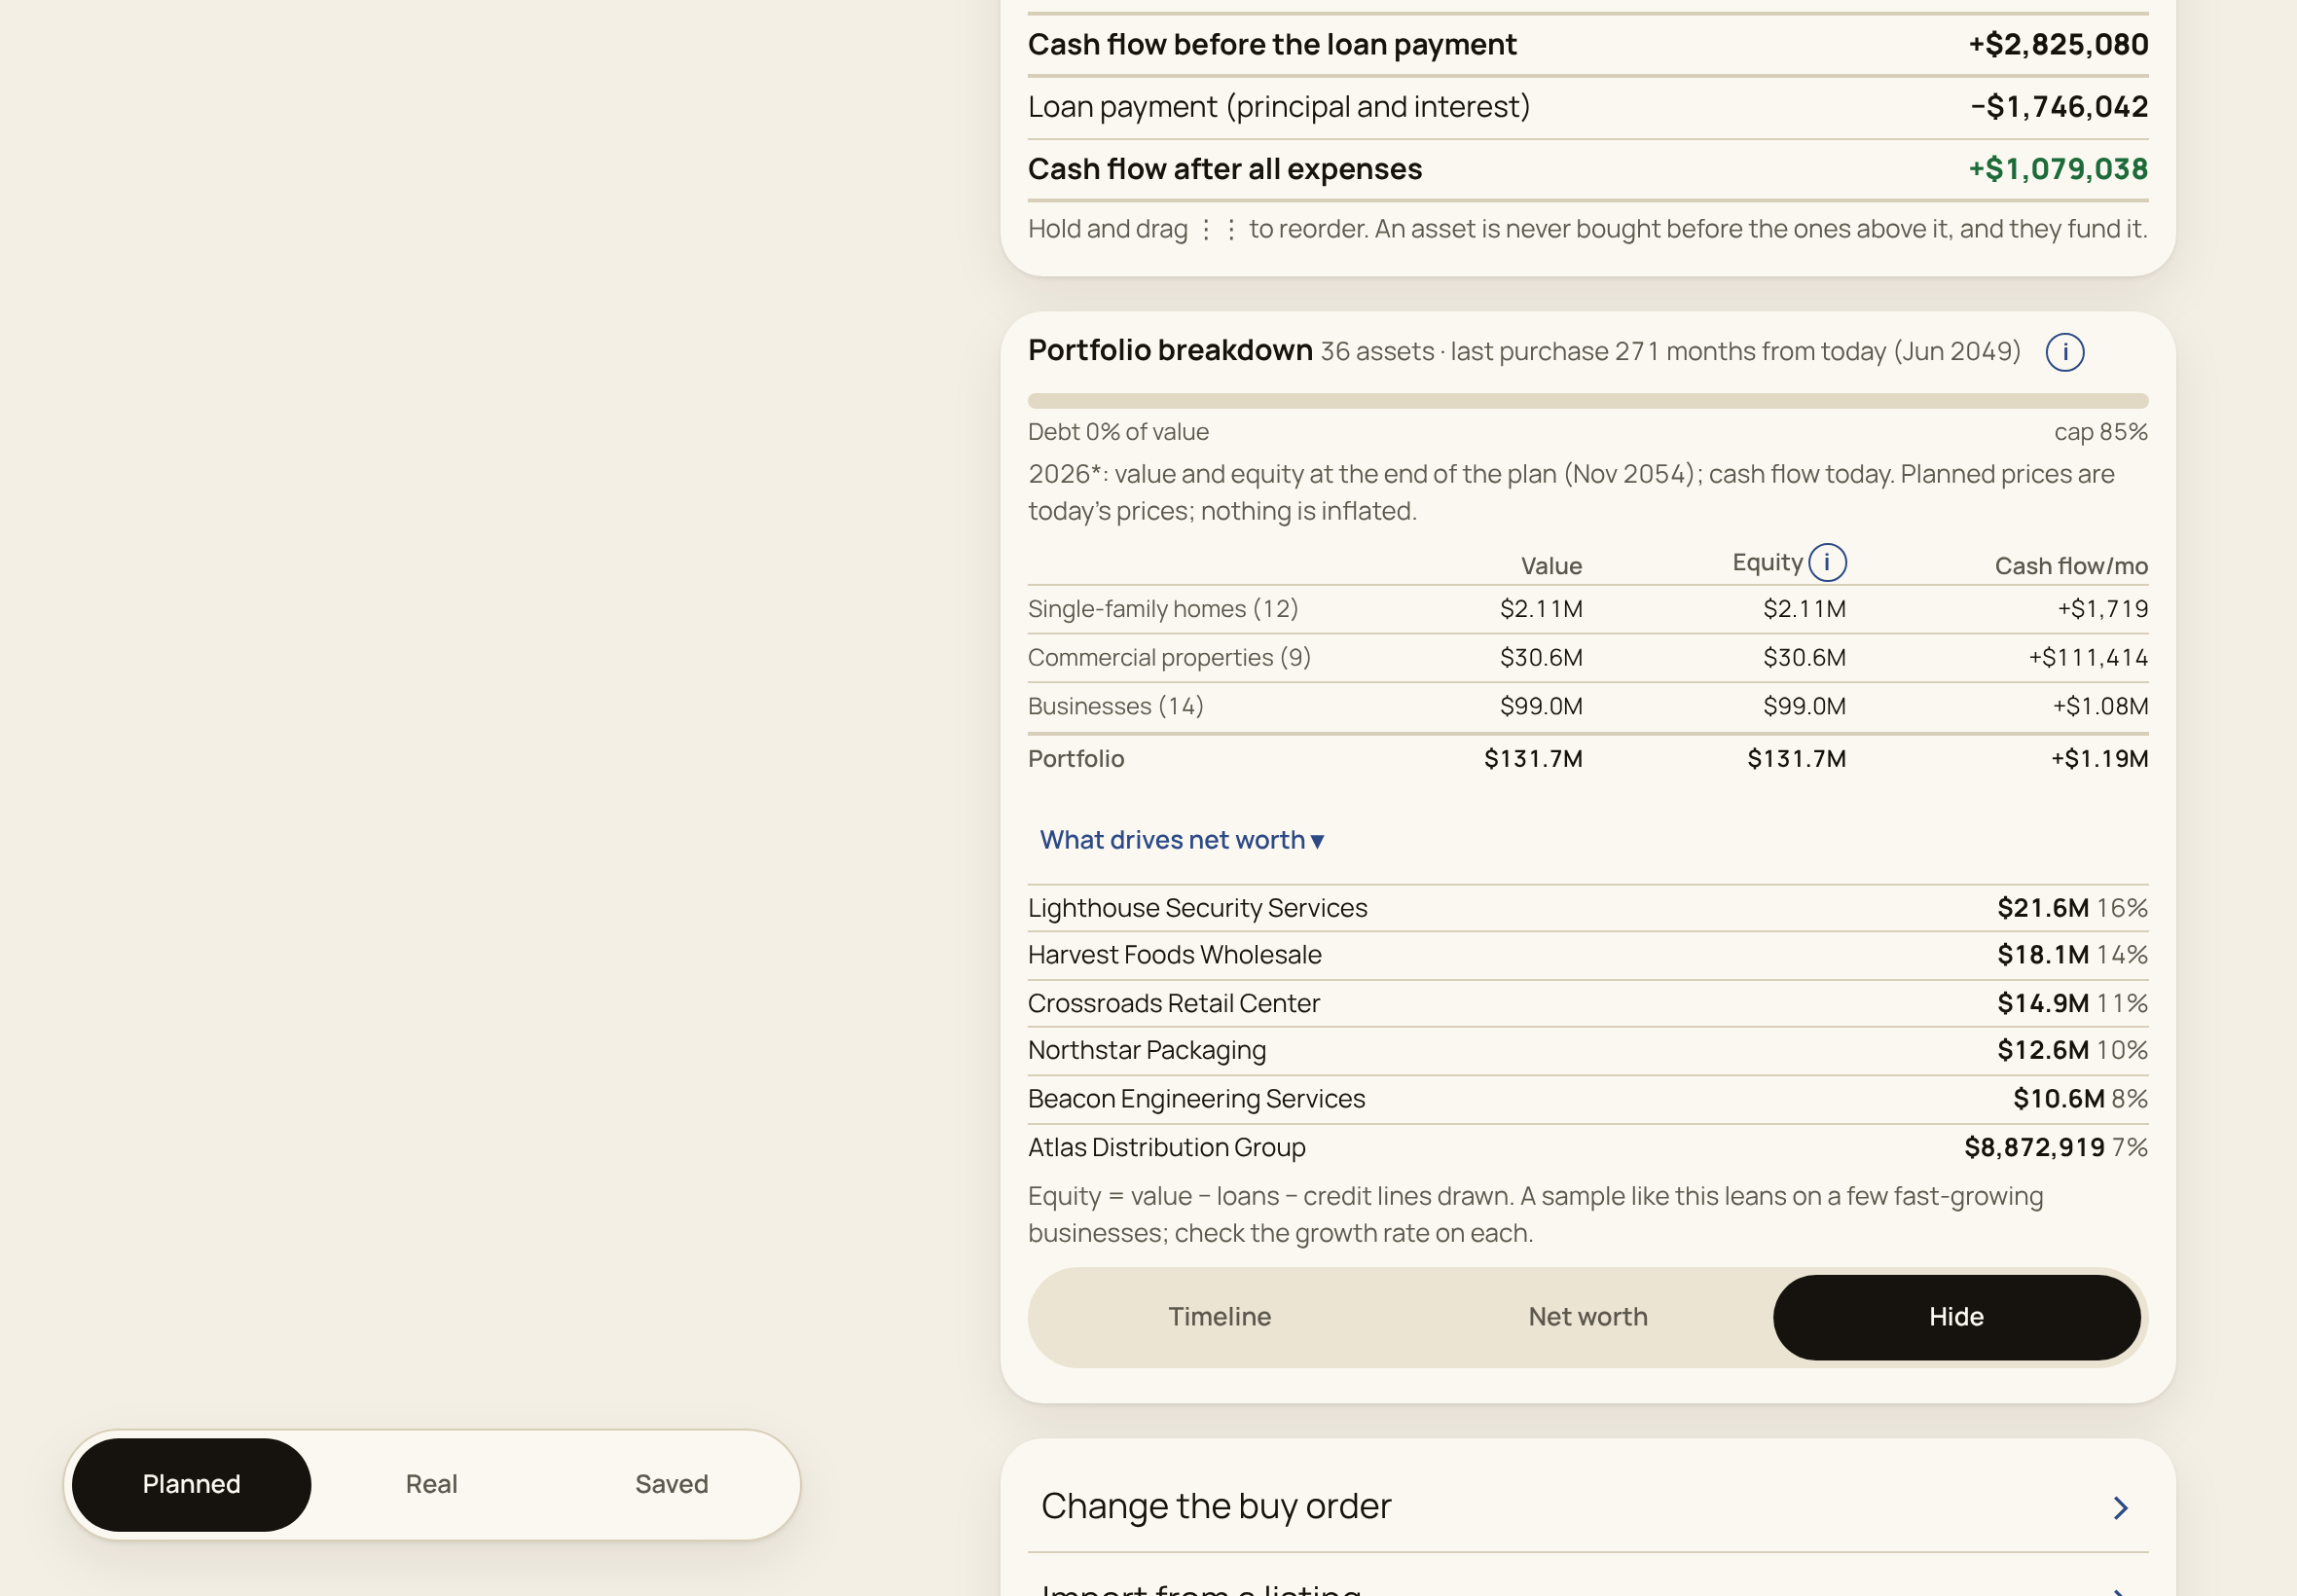 Cash flow before the loan payment +$2,825,080
Loan payment (principal and interest) −$1,746,042
Cash flow after all expenses +$1,079,038
Hold and drag ⋮⋮ to reorder. An asset is never bought before the ones above it, and they fund it.
Portfolio breakdown 36 assets · last purchase 271 months from today (Jun 2049) i
Debt 0% of value cap 85%
2026*: value and equity at the end of the plan (Nov 2054); cash flow today. Planned prices are
today’s prices; nothing is inflated.
Value Equity i Cash flow/mo
Single-family homes (12) $2.11M $2.11M +$1,719
Commercial properties (9) $30.6M $30.6M +$111,414
Businesses (14) $99.0M $99.0M +$1.08M
Portfolio $131.7M $131.7M +$1.19M
What drives net worth ▾
Lighthouse Security Services $21.6M 16%
Harvest Foods Wholesale $18.1M 14%
Crossroads Retail Center $14.9M 11%
Northstar Packaging $12.6M 10%
Beacon Engineering Services $10.6M 8%
Atlas Distribution Group $8,872,919 7%
Equity = value − loans − credit lines drawn. A sample like this leans on a few fast-growing
businesses; check the growth rate on each.
Timeline Net worth Hide
Planned Real Saved
Change the buy order
Import from a listing